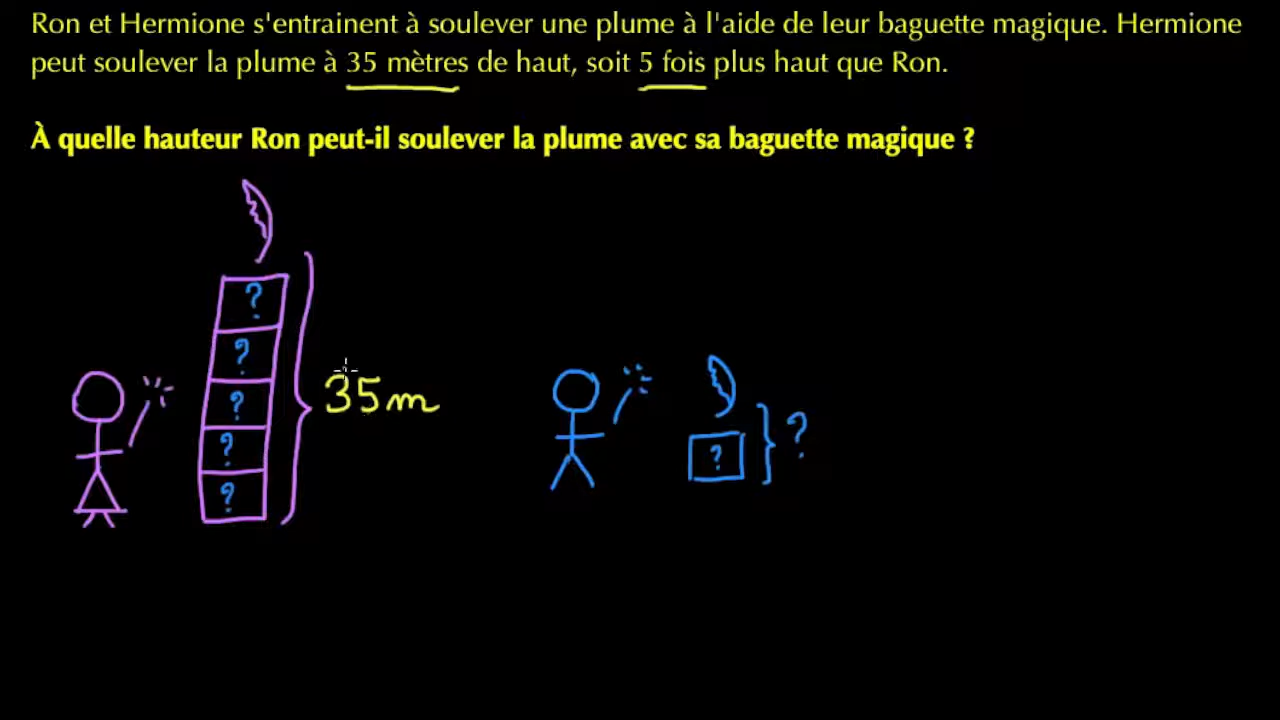 Ron et Hermione s'entrainent à soulever une plume à l'aide de leur baguette magique. Hermione
peut soulever la plume à 35 mètres de haut, soit 5 fois plus haut que Ron.
À quelle hauteur Ron peut-il soulever la plume avec sa baguette magique ?
?
?
?
?
?
35 m
?
?